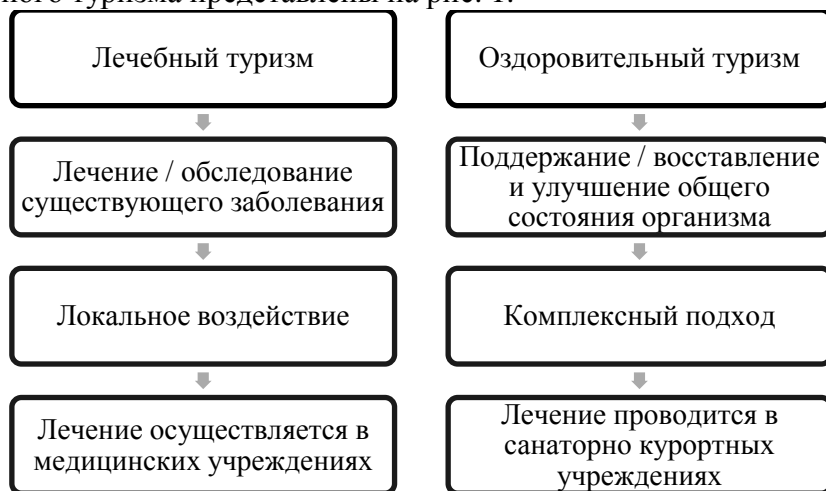 ного туризма представлены на рис. 1.
Лечебный туризм
Лечение / обследование
существующего заболевания
Локальное воздействие
Лечение осуществляется в
медицинских учреждениях
Оздоровительный туризм
Поддержание / восставление
и улучшение общего
состояния организма
Комплексный подход
Лечение проводится в
санаторно курортных
учреждениях